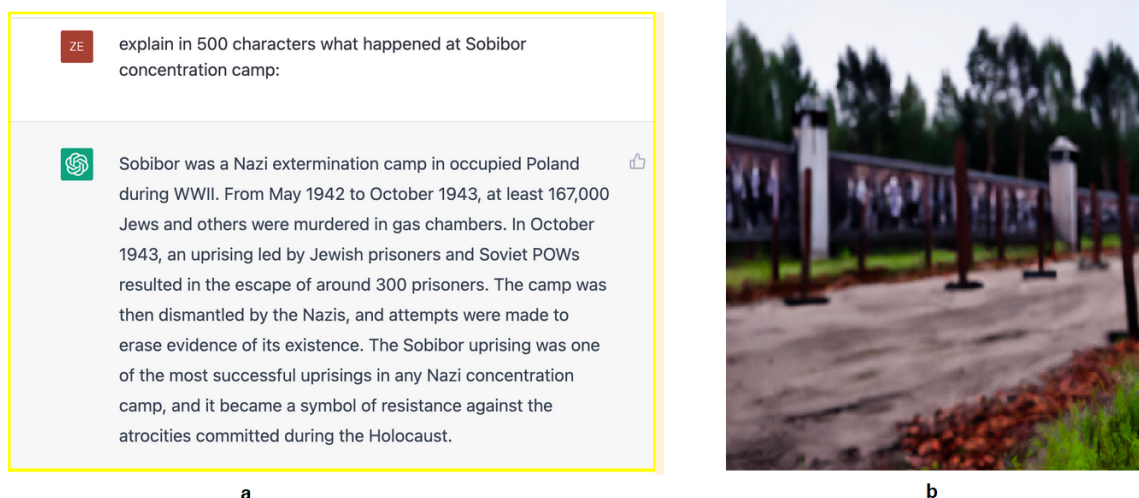 ZE
explain in 500 characters what happened at Sobibor
concentration camp:
Sobibor was a Nazi extermination camp in occupied Poland
during WWII. From May 1942 to October 1943, at least 167,000
Jews and others were murdered in gas chambers. In October
1943, an uprising led by Jewish prisoners and Soviet POWs
resulted in the escape of around 300 prisoners. The camp was
then dismantled by the Nazis, and attempts were made to
erase evidence of its existence. The Sobibor uprising was one
of the most successful uprisings in any Nazi concentration
camp, and it became a symbol of resistance against the
atrocities committed during the Holocaust.
a
b